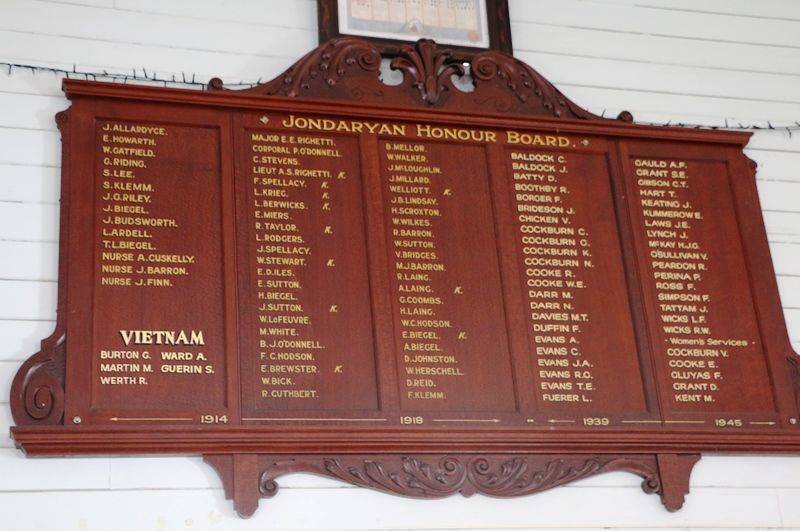 JONDARYAN HONOUR BOARD.
J. ALLARDYCE.
E. HOWARTH.
W. GATFIELD.
G. RIDING.
S. LEE.
S. KLEMM.
J. G. RILEY.
J. BIEGEL.
J. BUDSWORTH.
L. ARDELL.
T. L. BIEGEL.
NURSE A. CUSKELLY.
NURSE J. BARRON.
NURSE J. FINN.
VIETNAM
BURTON G. WARD A.
MARTIN M. GUERIN S.
WERTH R.
MAJOR E. E. RIGHETTI.
CORPORAL P. O'DONNELL.
C. STEVENS.
LIEUT A. S. RIGHETTI. K.
F. SPELLACY. K.
L. KRIEG. K.
L. BERWICKS. K.
E. MIERS.
R. TAYLOR. K.
L. RODGERS.
J. SPELLACY.
W. STEWART. K.
E. D. ILES.
E. SUTTON.
H. BIEGEL.
J. SUTTON. K.
W. LeFEUVRE.
M. WHITE.
B. J. O'DONNELL.
F. C. HODSON.
E. BREWSTER. K.
W. BICK.
R. CUTHBERT.
B. MELLOR.
W. WALKER.
J. McLOUGHLIN.
J. MILLARD.
WELLIOTT. K.
J. B. LINDSAY.
H. SCROXTON.
W. WILKES.
R. BARRON.
W. SUTTON.
V. BRIDGES.
M. J. BARRON.
R. LAING.
A. LAING. K.
G. COOMBS.
H. LAING.
W. C. HODSON.
E. BIEGEL. K.
A. BIEGEL.
D. JOHNSTON.
W. HERSCHELL.
D. REID.
F. KLEMM.
BALDOCK C.
BALDOCK J.
BATTY D.
BOOTHBY R.
BORGER F.
BRIDESON J.
CHICKEN V.
COCKBURN C.
COCKBURN O.
COCKBURN K.
COCKBURN N.
COOKE R.
COOKE W.E.
DARR M.
DARR N.
DAVIES M.T.
DUFFIN F.
EVANS A.
EVANS C.
EVANS J.A.
EVANS R.G.
EVANS T.E.
FUERER L.
GAULD A.F.
GRANT S.E.
GIBSON C.T.
HART T.
KEATING J.
KUMMEROW E.
LAWS J.E.
LYNCH J.
McKAY H.J.O.
O'SULLIVAN V.
PEARDON R.
PERINA P.
ROSS F.
SIMPSON F.
TATTAM J.
WICKS L.F.
WICKS R.W.
- Women's Services -
COCKBURN V.
COOKE E.
CLUYAS F.
GRANT D.
KENT M.
1914 1918 1939 1945